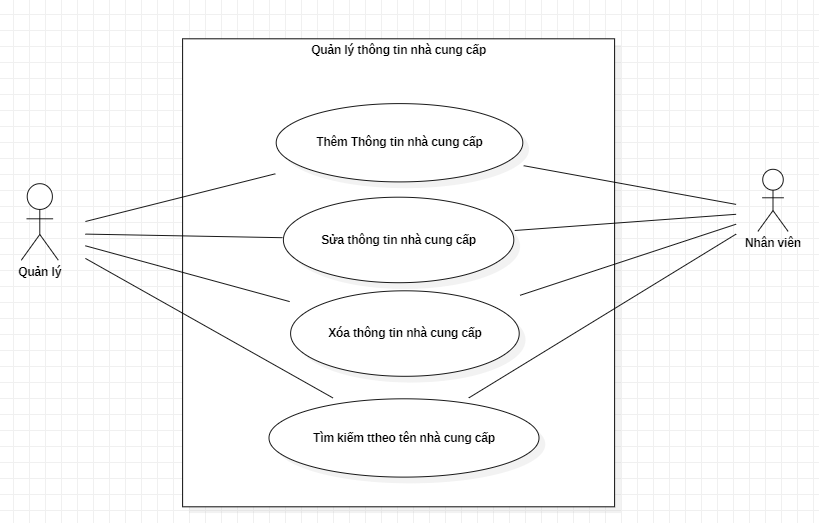 Quản lý thông tin nhà cung cấp
Thêm Thông tin nhà cung cấp
Sửa thông tin nhà cung cấp
Nhân viên
Quản lý
Xóa thông tin nhà cung cấp
Tìm kiếm ttheo tên nhà cung cấp